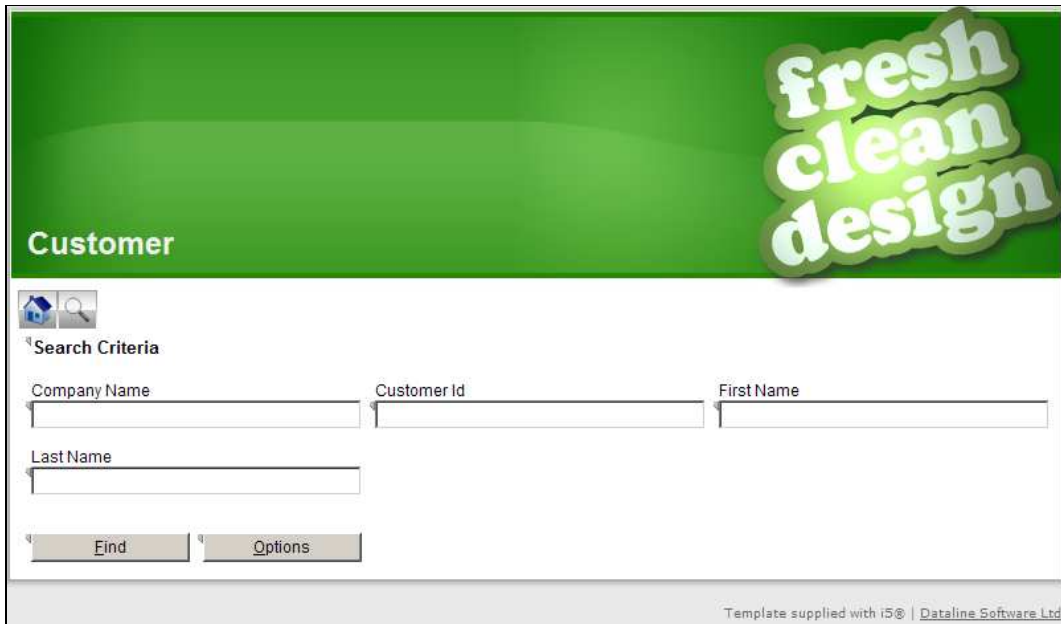 fresh
clean
design
Customer
Search Criteria
Company Name Customer Id First Name
Last Name
Find Options
Template supplied with i5® | Dataline Software Ltd